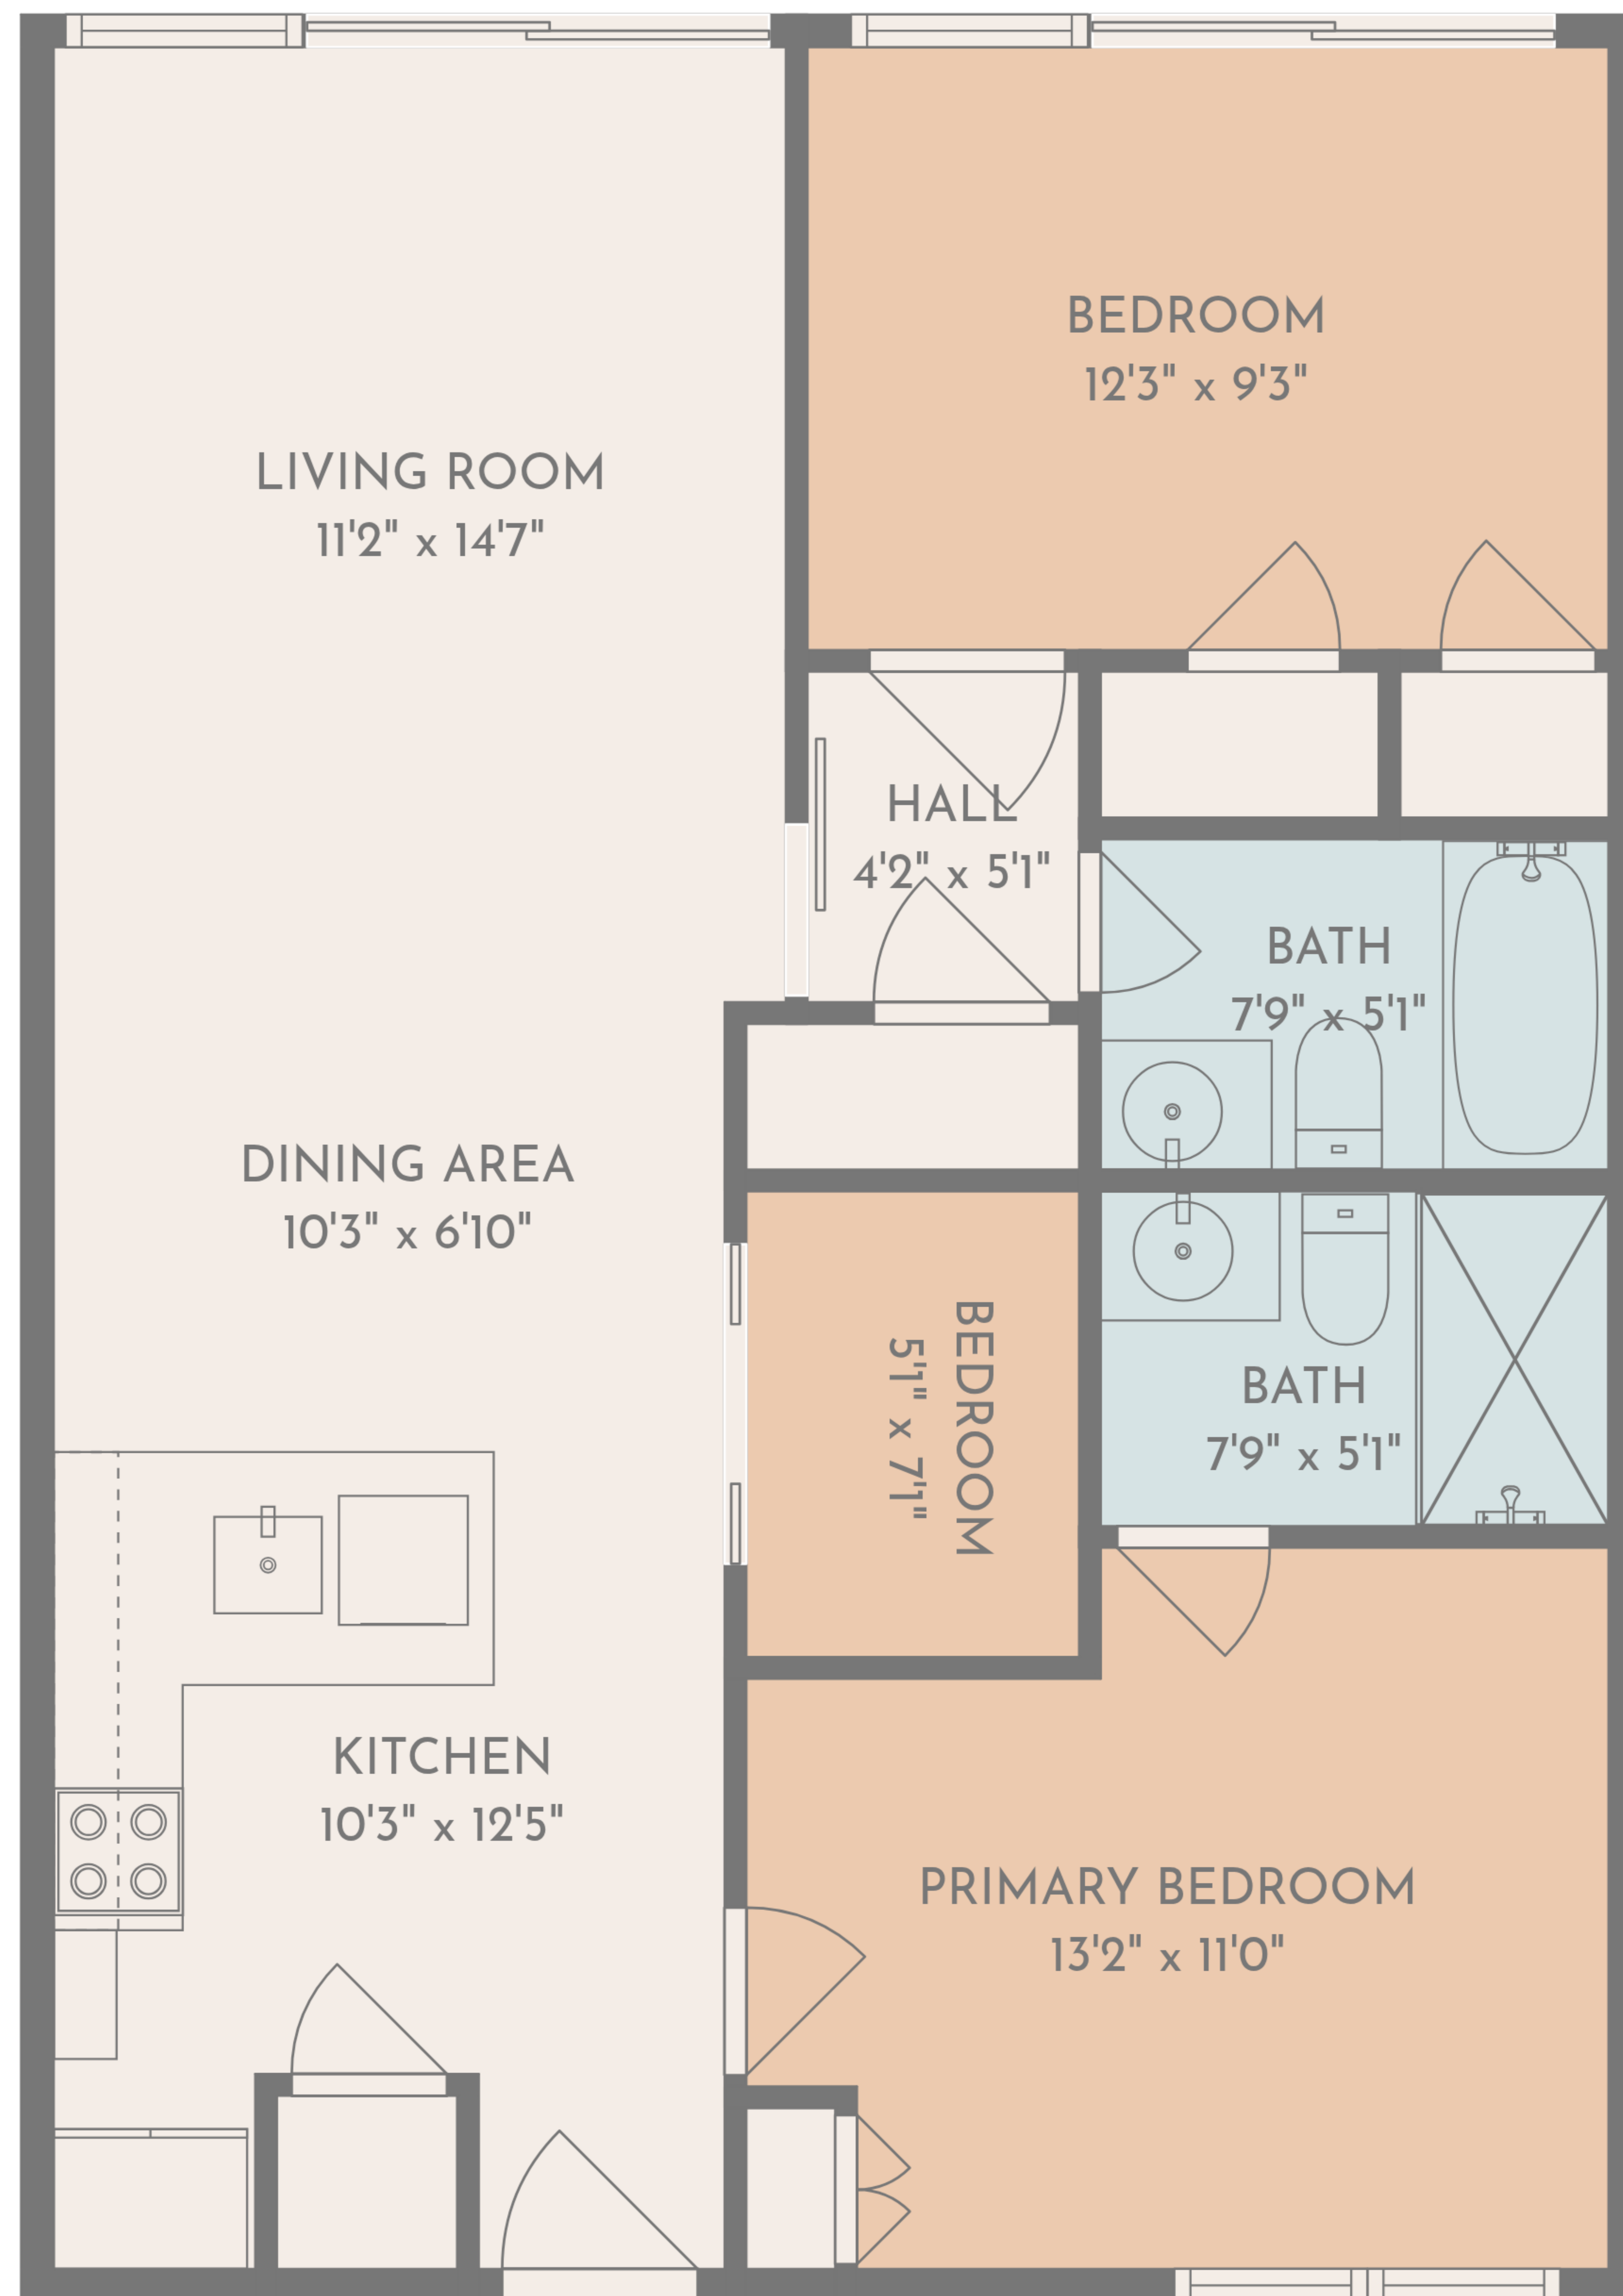 BEDROOM
12'3" x 9'3"
LIVING ROOM
11'2" x 14'7"
HALL
4'2" x 5'1"
BATH
7'9" x 5'1"
DINING AREA
10'3" x 6'10"
BEDROOM
5'1" x 7'1"
BATH
7'9" x 5'1"
KITCHEN
10'3" x 12'5"
PRIMARY BEDROOM
13'2" x 11'0"